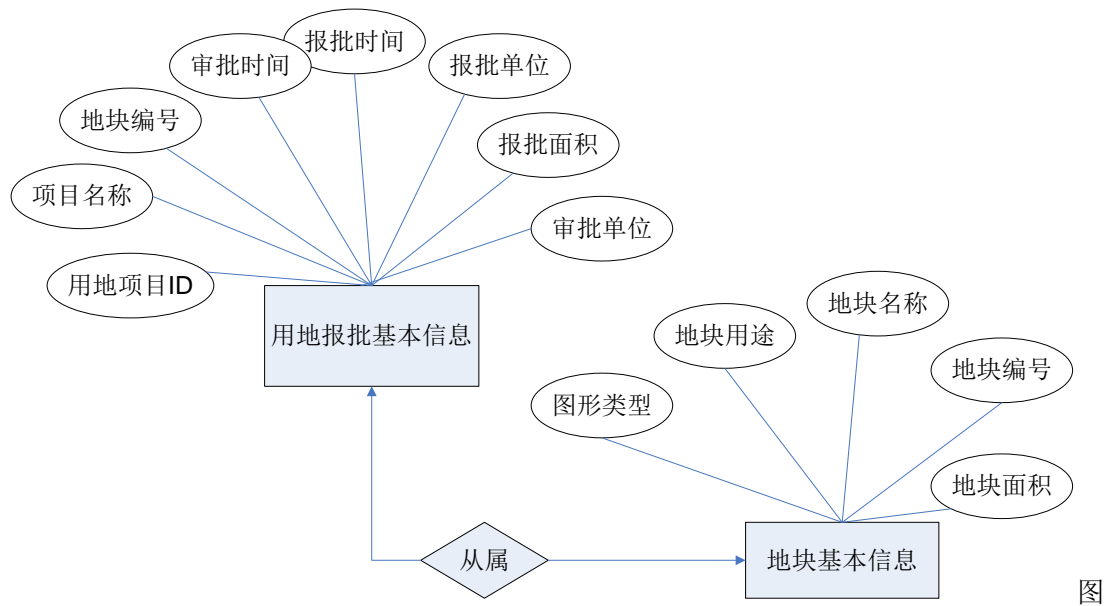 报批时间
审批时间
报批单位
地块编号
报批面积
项目名称
审批单位
用地项目ID
用地报批基本信息
地块名称
地块用途
地块编号
图形类型
地块面积
从属
地块基本信息
图